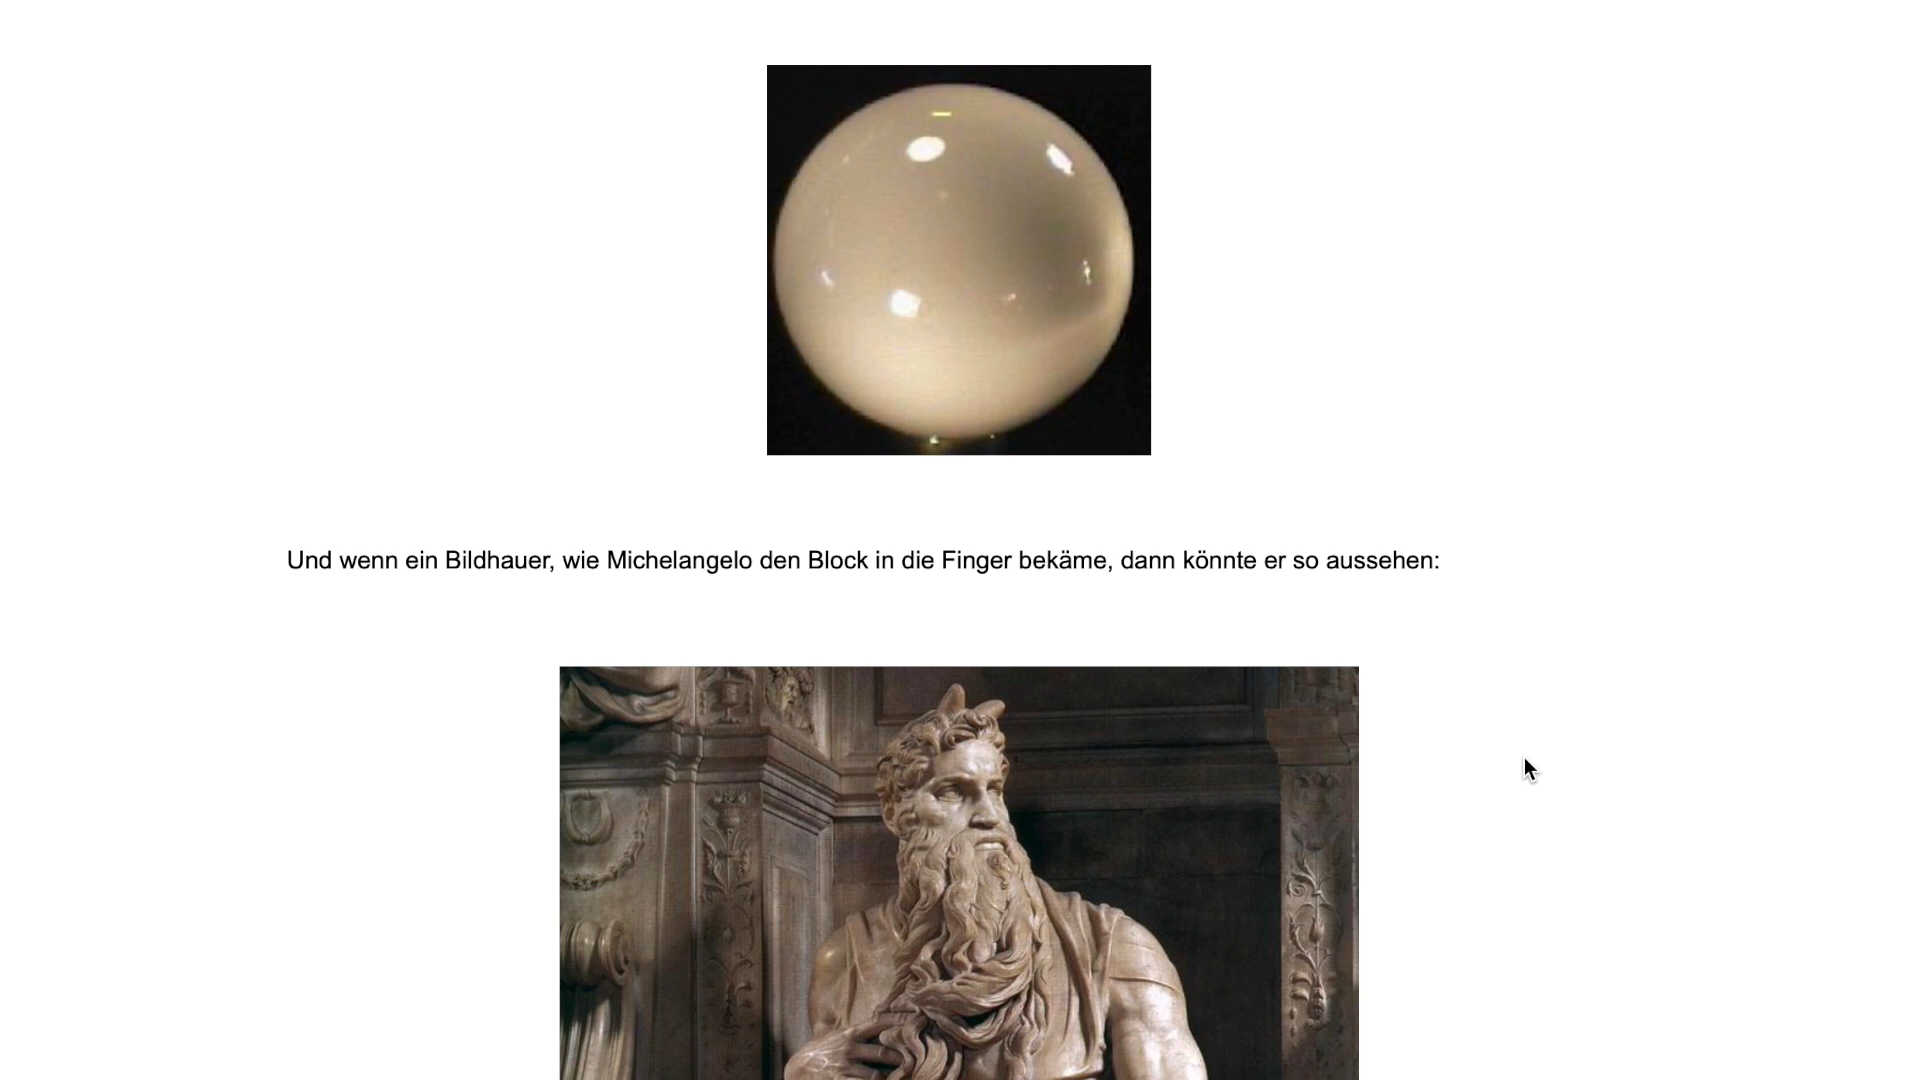 Und wenn ein Bildhauer, wie Michelangelo den Block in die Finger bekäme, dann könnte er so aussehen: